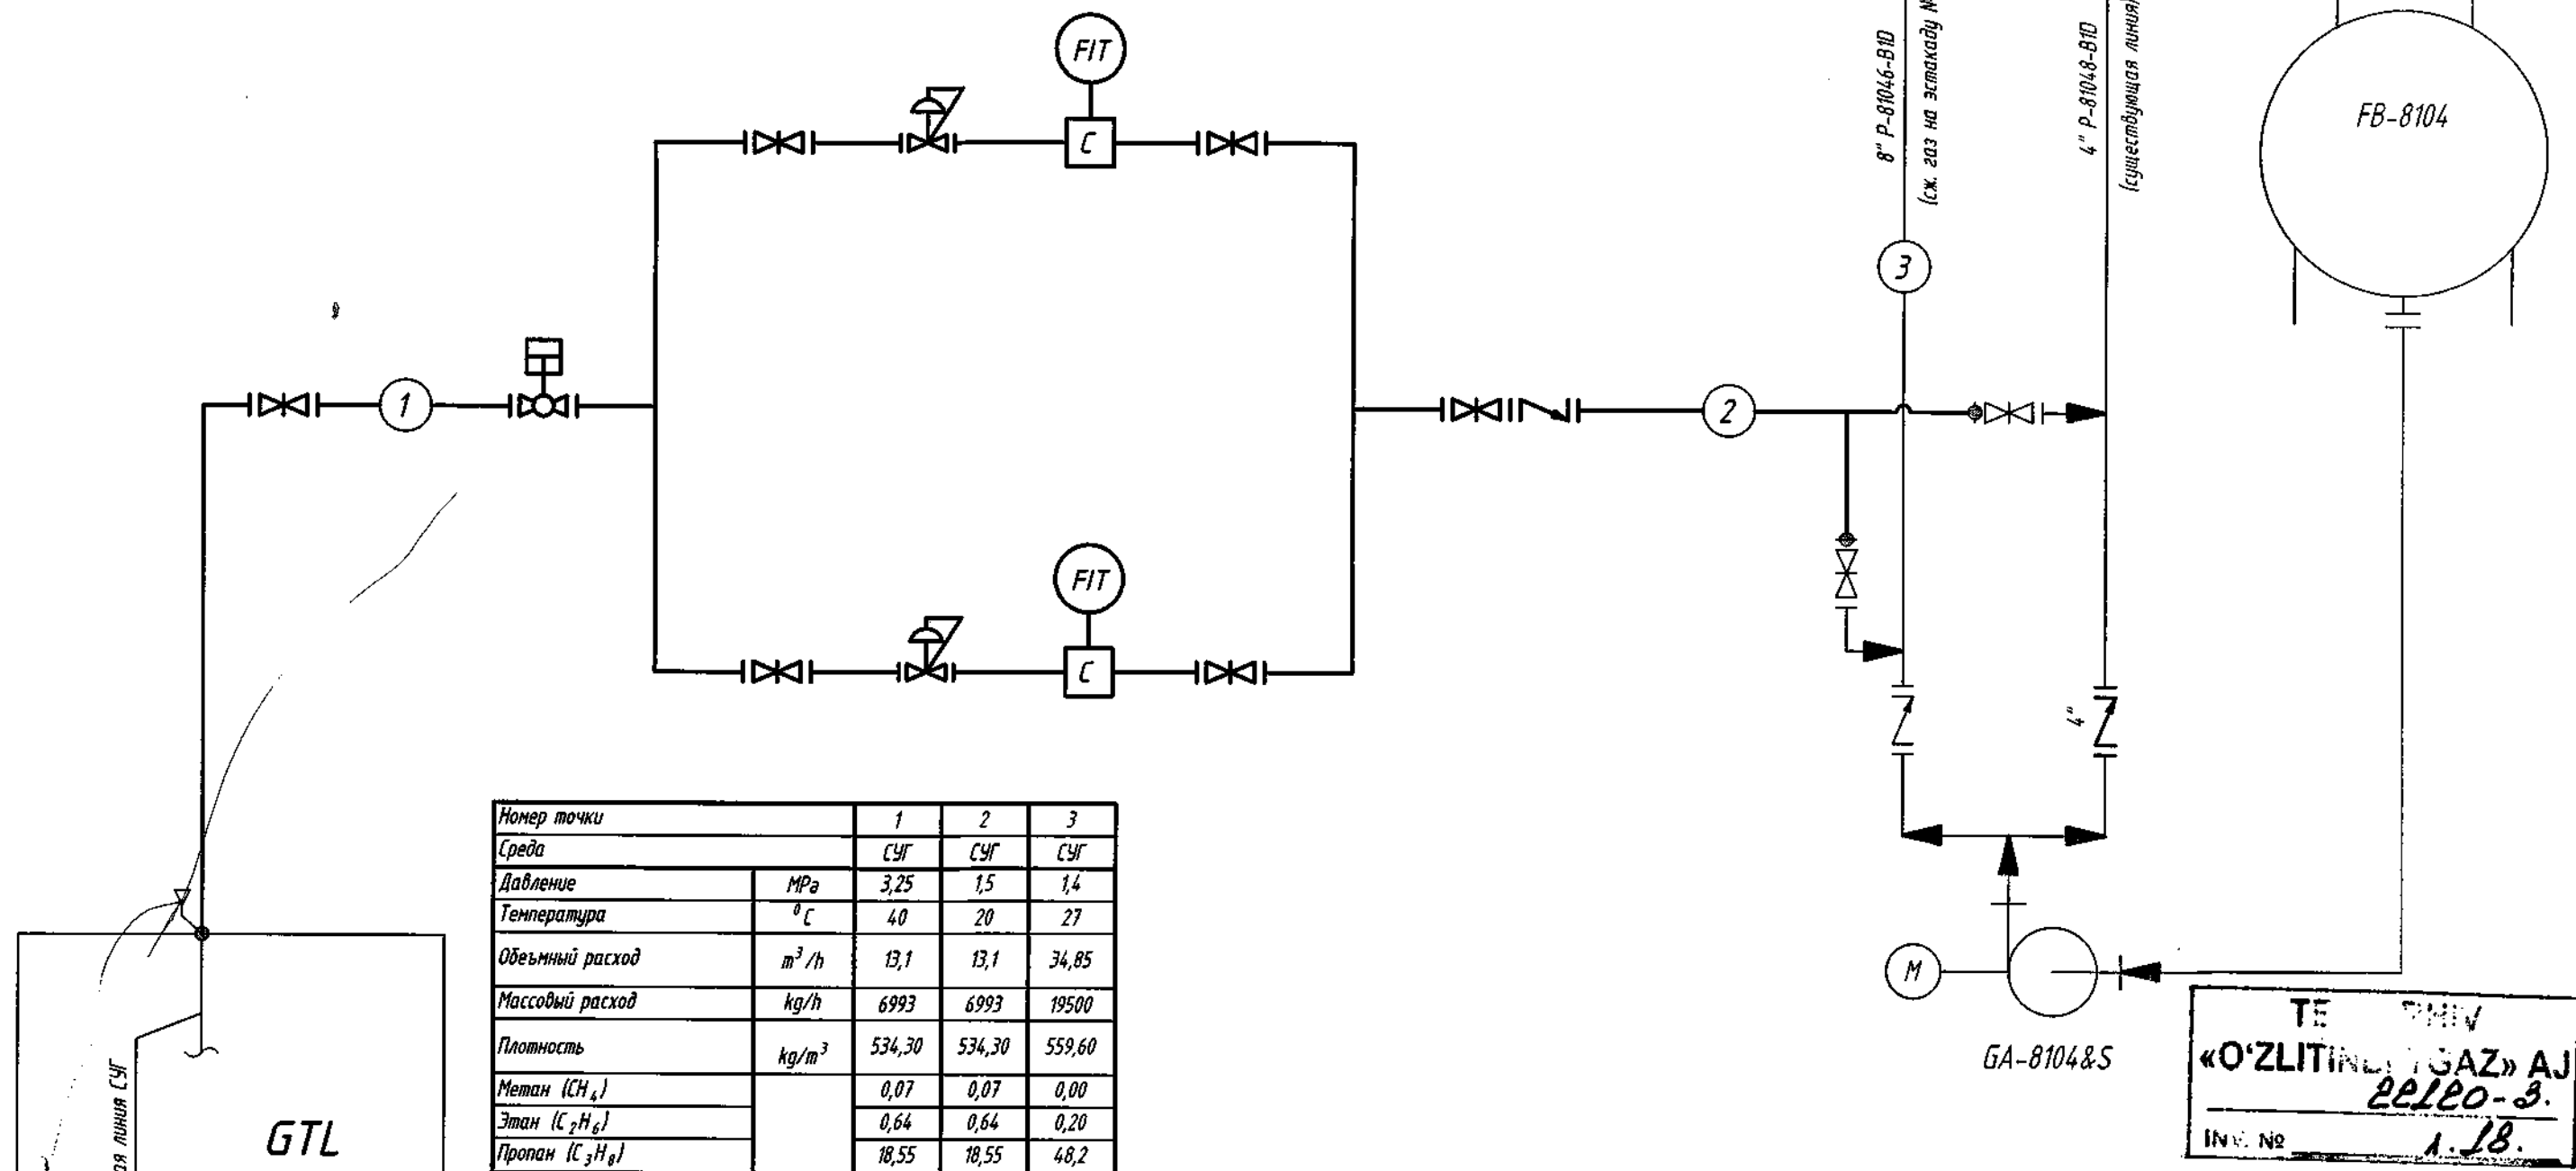 FIT
C
8" P-81046-B1D
(сж. газ на эстакаду
4" P-81048-B1D
(существующая линия)
FB-8104
3
1
2
FIT
C
4"
Номер точки 1 2 3
Среда СУГ СУГ СУГ
Давление MPa 3,25 1,5 1,4
Температура ⁰C 40 20 27
Обеъмный расход m³/h 13,1 13,1 34,85
Массовый расход kg/h 6993 6993 19500
Плотность kg/m³ 534,30 534,30 559,60
Метан (CH₄) 0,07 0,07 0,00
Этан (C₂H₆) 0,64 0,64 0,20
Пропан (C₃H₈) 18,55 18,55 48,2
M
GA-8104&S
линия СУГ
GTL
AJ
22120-3.
INV. №